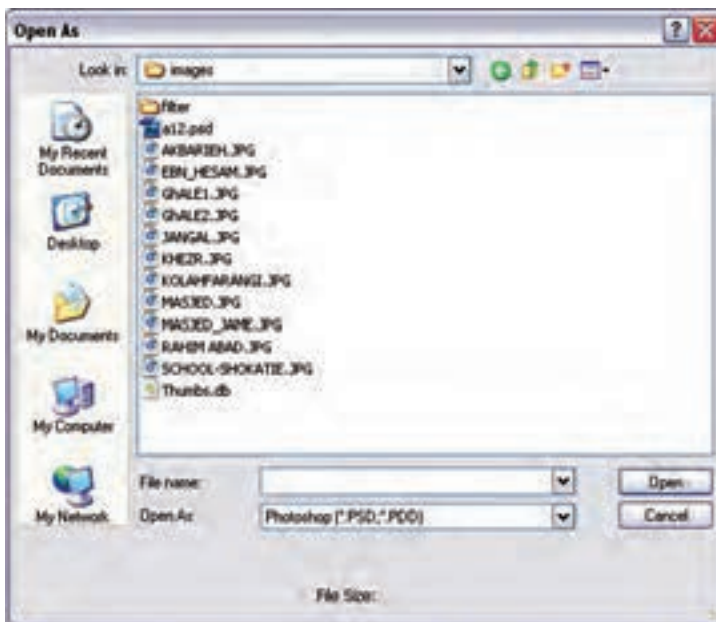 Open As
Look in: images
filter
a12.psd
AKBARIEH.JPG
EBN_HESAM.JPG
GhALE1.JPG
GhALE2.JPG
JANGAL.JPG
KHEZR.JPG
KOLAHFARANGI.JPG
MASJED.JPG
MASJED_JAME.JPG
RAHIM ABAD.JPG
SCHOOL-SHOKATIE.JPG
Thumbs.db
My Recent
Documents
Desktop
My Documents
My Computer
My Network
File name:
Open
Open As:
Photoshop (*.PSD;*.PDD)
Cancel
File Size: